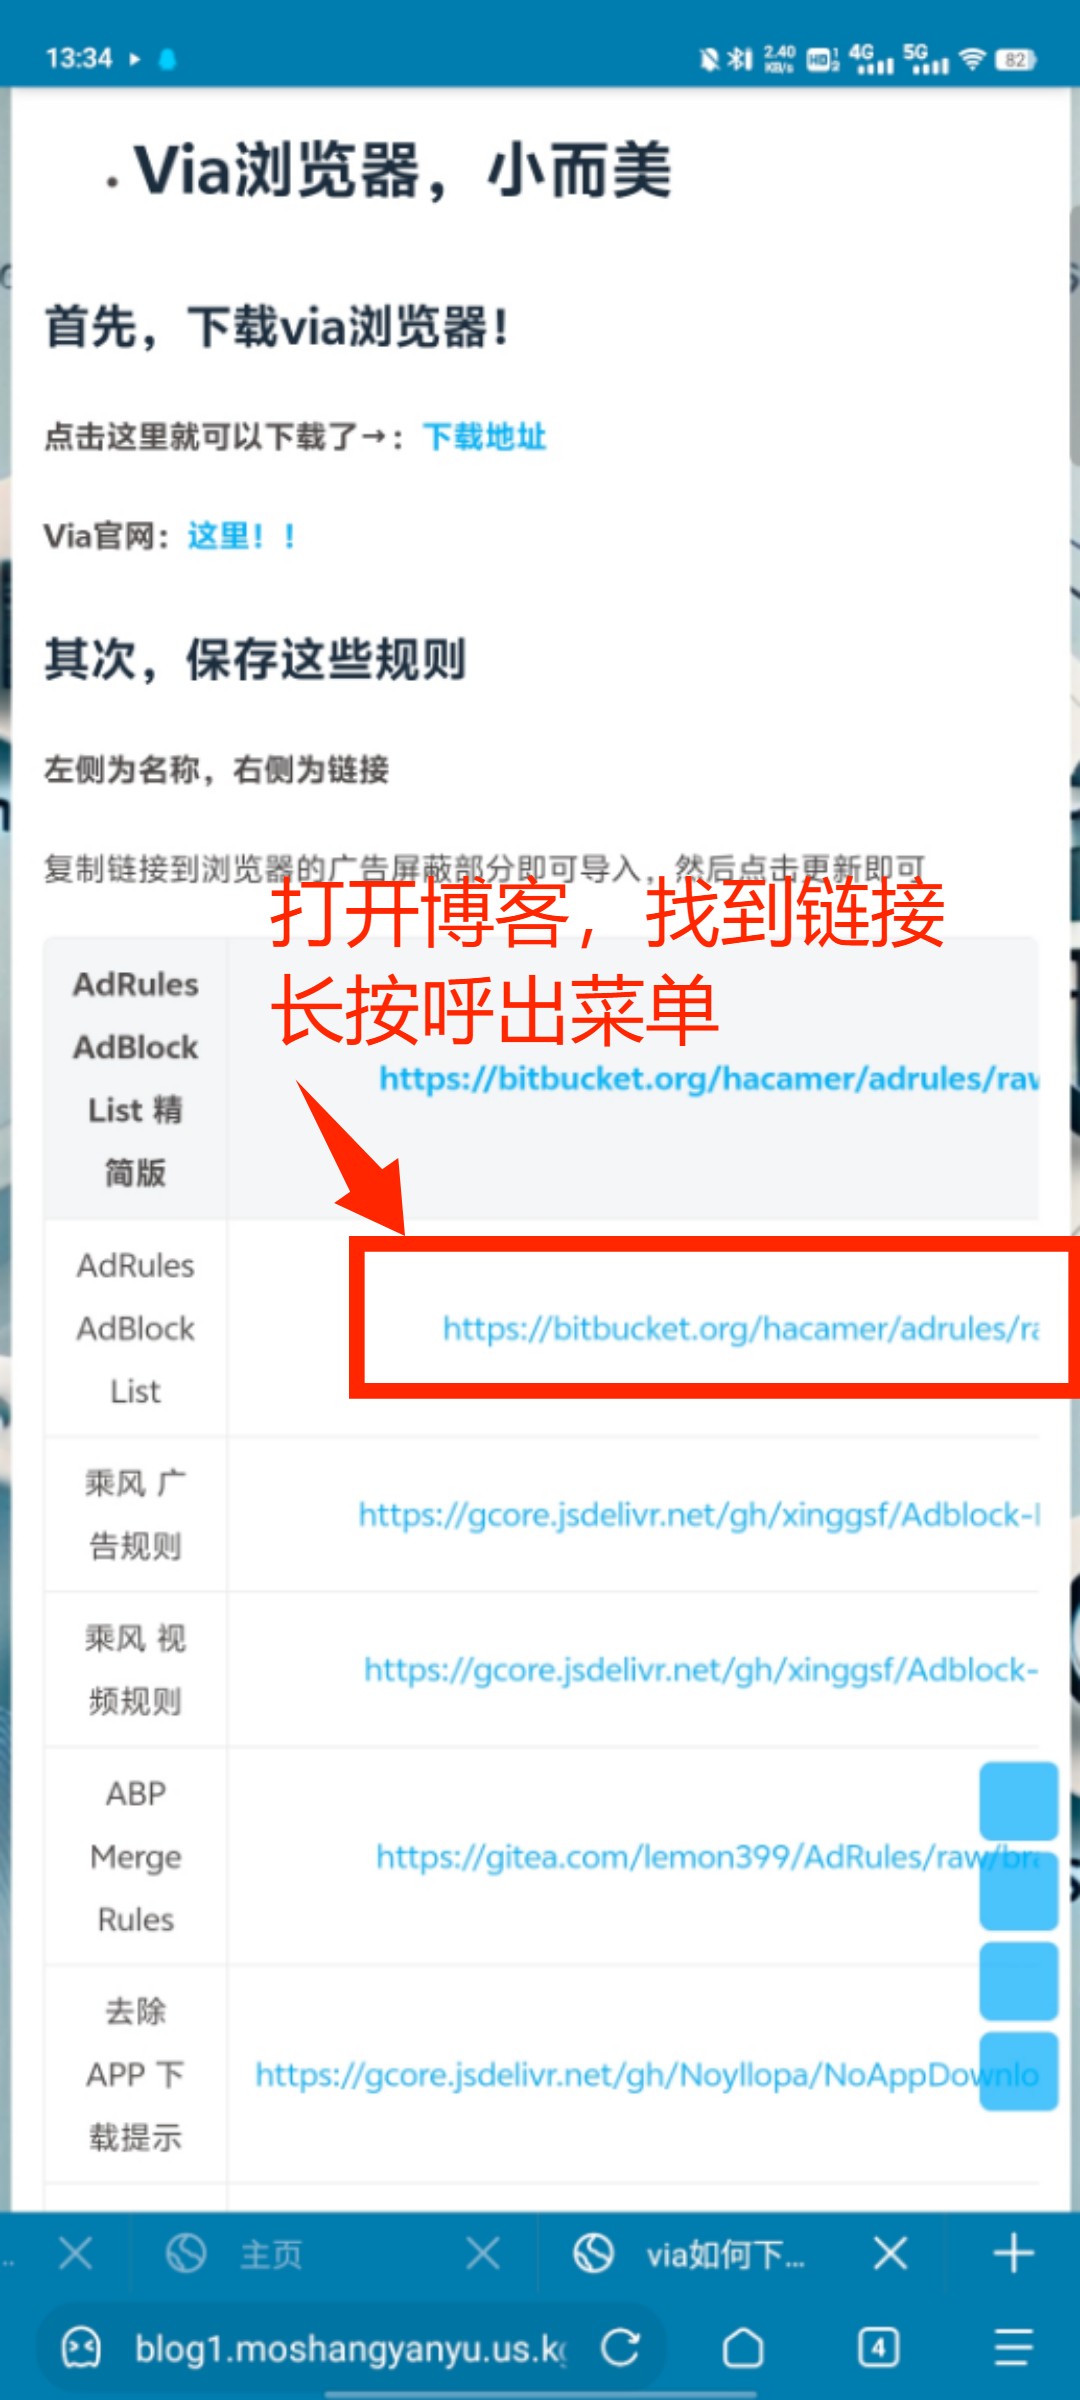 13:34
2.40 KB/s HD 1 2 4G 5G 82
Via浏览器，小而美
首先，下载via浏览器！
点击这里就可以下载了→：下载地址
Via官网：这里！！
其次，保存这些规则
左侧为名称，右侧为链接
复制链接到浏览器的广告屏蔽部分即可导入，然后点击更新即可
打开博客，找到链接
长按呼出菜单
AdRules
AdBlock
List 精
简版
https://bitbucket.org/hacamer/adrules/raw
AdRules
AdBlock
List
https://bitbucket.org/hacamer/adrules/ra
乘风 广
告规则
https://gcore.jsdelivr.net/gh/xinggsf/Adblock-
乘风 视
频规则
https://gcore.jsdelivr.net/gh/xinggsf/Adblock-
ABP
Merge
Rules
https://gitea.com/lemon399/AdRules/raw/bra
去除
APP 下
载提示
https://gcore.jsdelivr.net/gh/Noyllopa/NoAppDownlo
主页
via如何下...
blog1.moshangyanyu.us.k
4